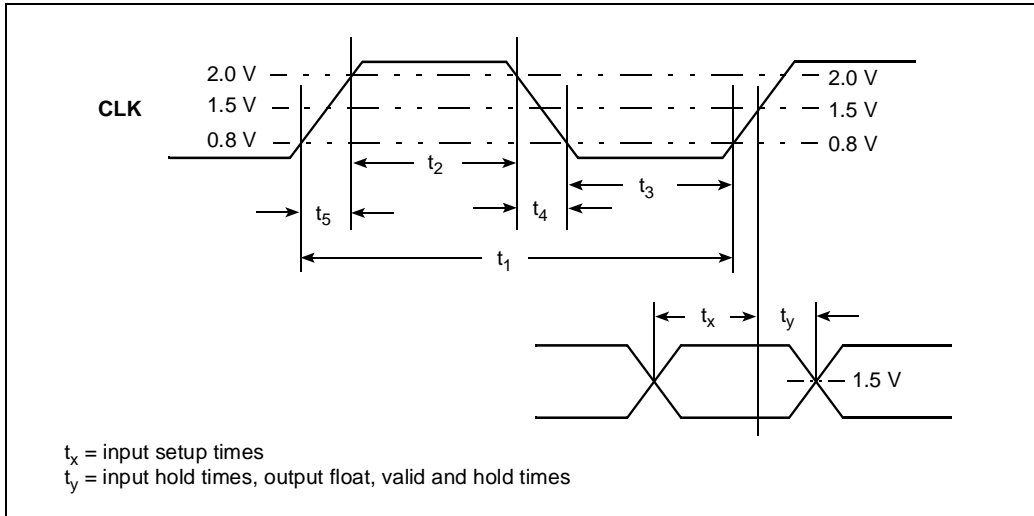 2.0 V
2.0 V
CLK
1.5 V
1.5 V
0.8 V
0.8 V
t2
t3
t5
t4
t1
tx
ty
1.5 V
tx = input setup times
ty = input hold times, output float, valid and hold times